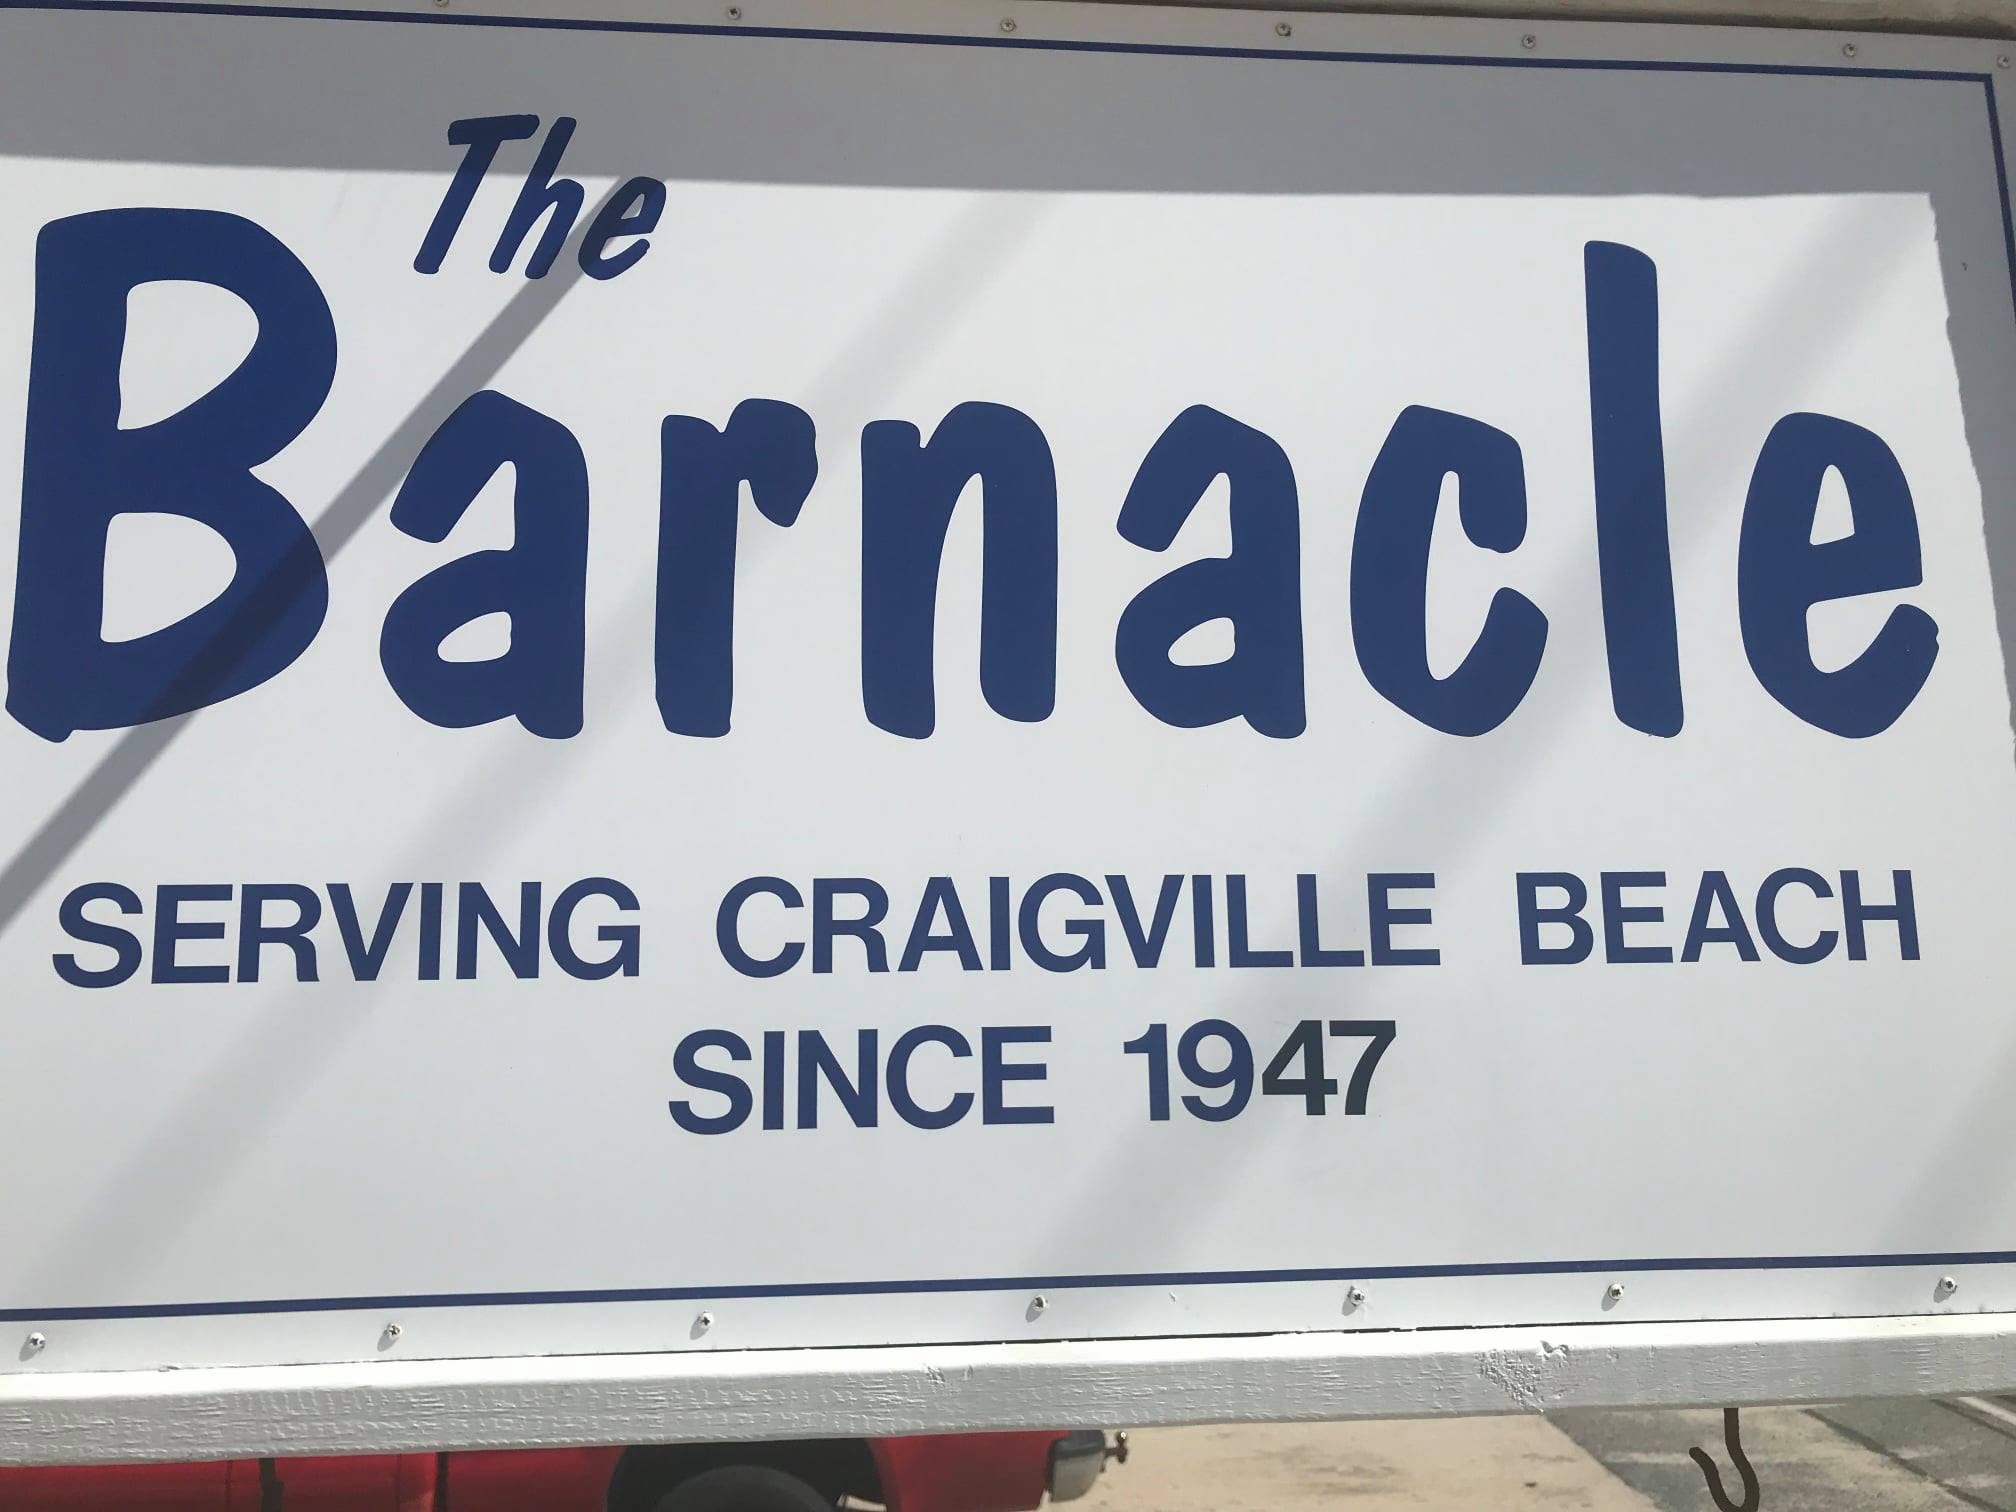 The
Barnacle
SERVING CRAIGVILLE BEACH
SINCE 1947